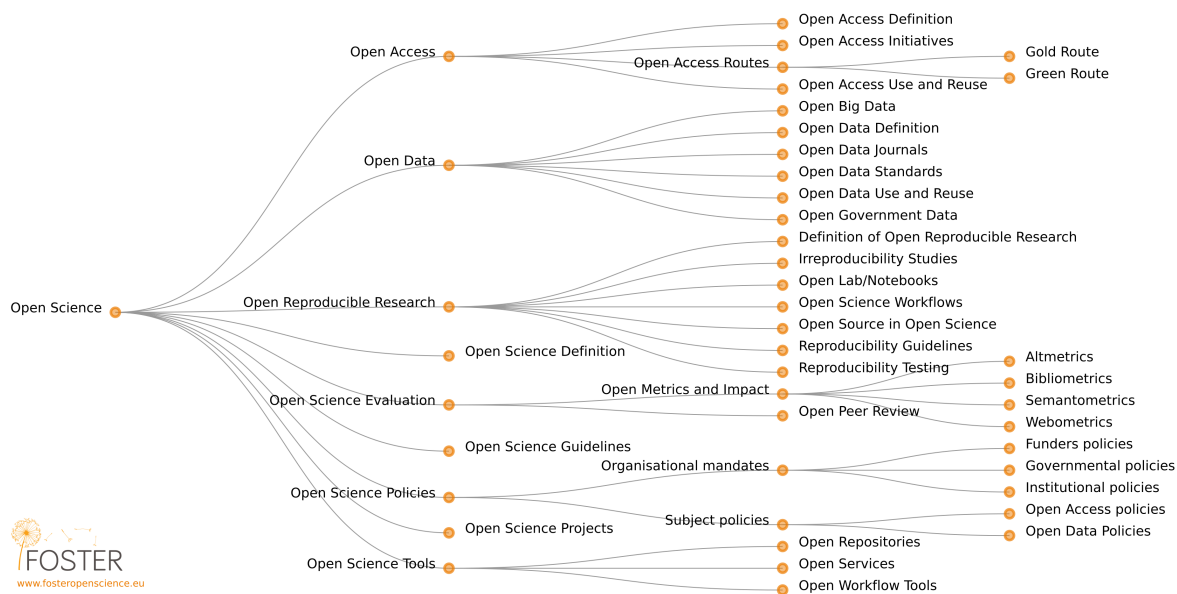 Open Science
Open Access
Open Access Definition
Open Access Initiatives
Open Access Routes
Gold Route
Green Route
Open Access Use and Reuse
Open Data
Open Big Data
Open Data Definition
Open Data Journals
Open Data Standards
Open Data Use and Reuse
Open Government Data
Open Reproducible Research
Definition of Open Reproducible Research
Irreproducibility Studies
Open Lab/Notebooks
Open Science Workflows
Open Source in Open Science
Reproducibility Guidelines
Reproducibility Testing
Open Science Definition
Open Science Evaluation
Open Metrics and Impact
Altmetrics
Bibliometrics
Semantometrics
Webometrics
Open Peer Review
Open Science Guidelines
Open Science Policies
Organisational mandates
Funders policies
Governmental policies
Institutional policies
Subject policies
Open Access policies
Open Data Policies
Open Science Projects
Open Science Tools
Open Repositories
Open Services
Open Workflow Tools
FOSTER
www.fosteropenscience.eu